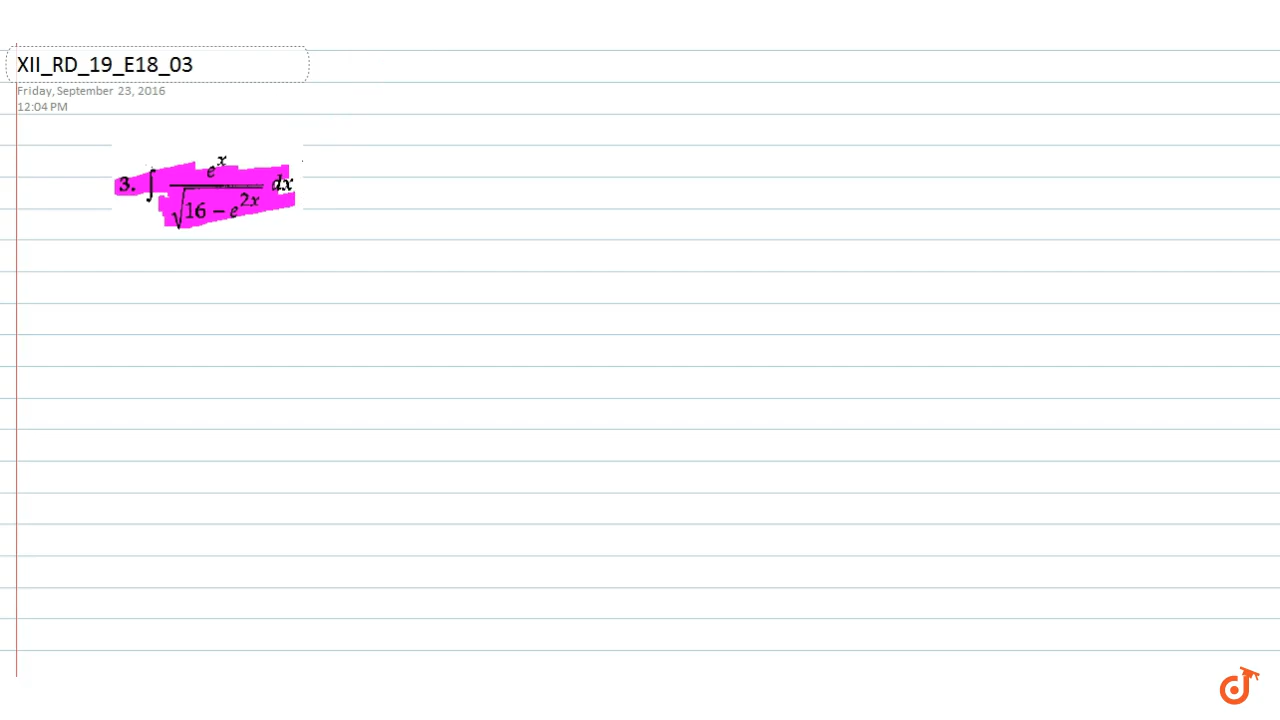 XII_RD_19_E18_03
Friday, September 23, 2016
12:04 PM
3. ∫ e^x / √(16 − e^{2x}) dx